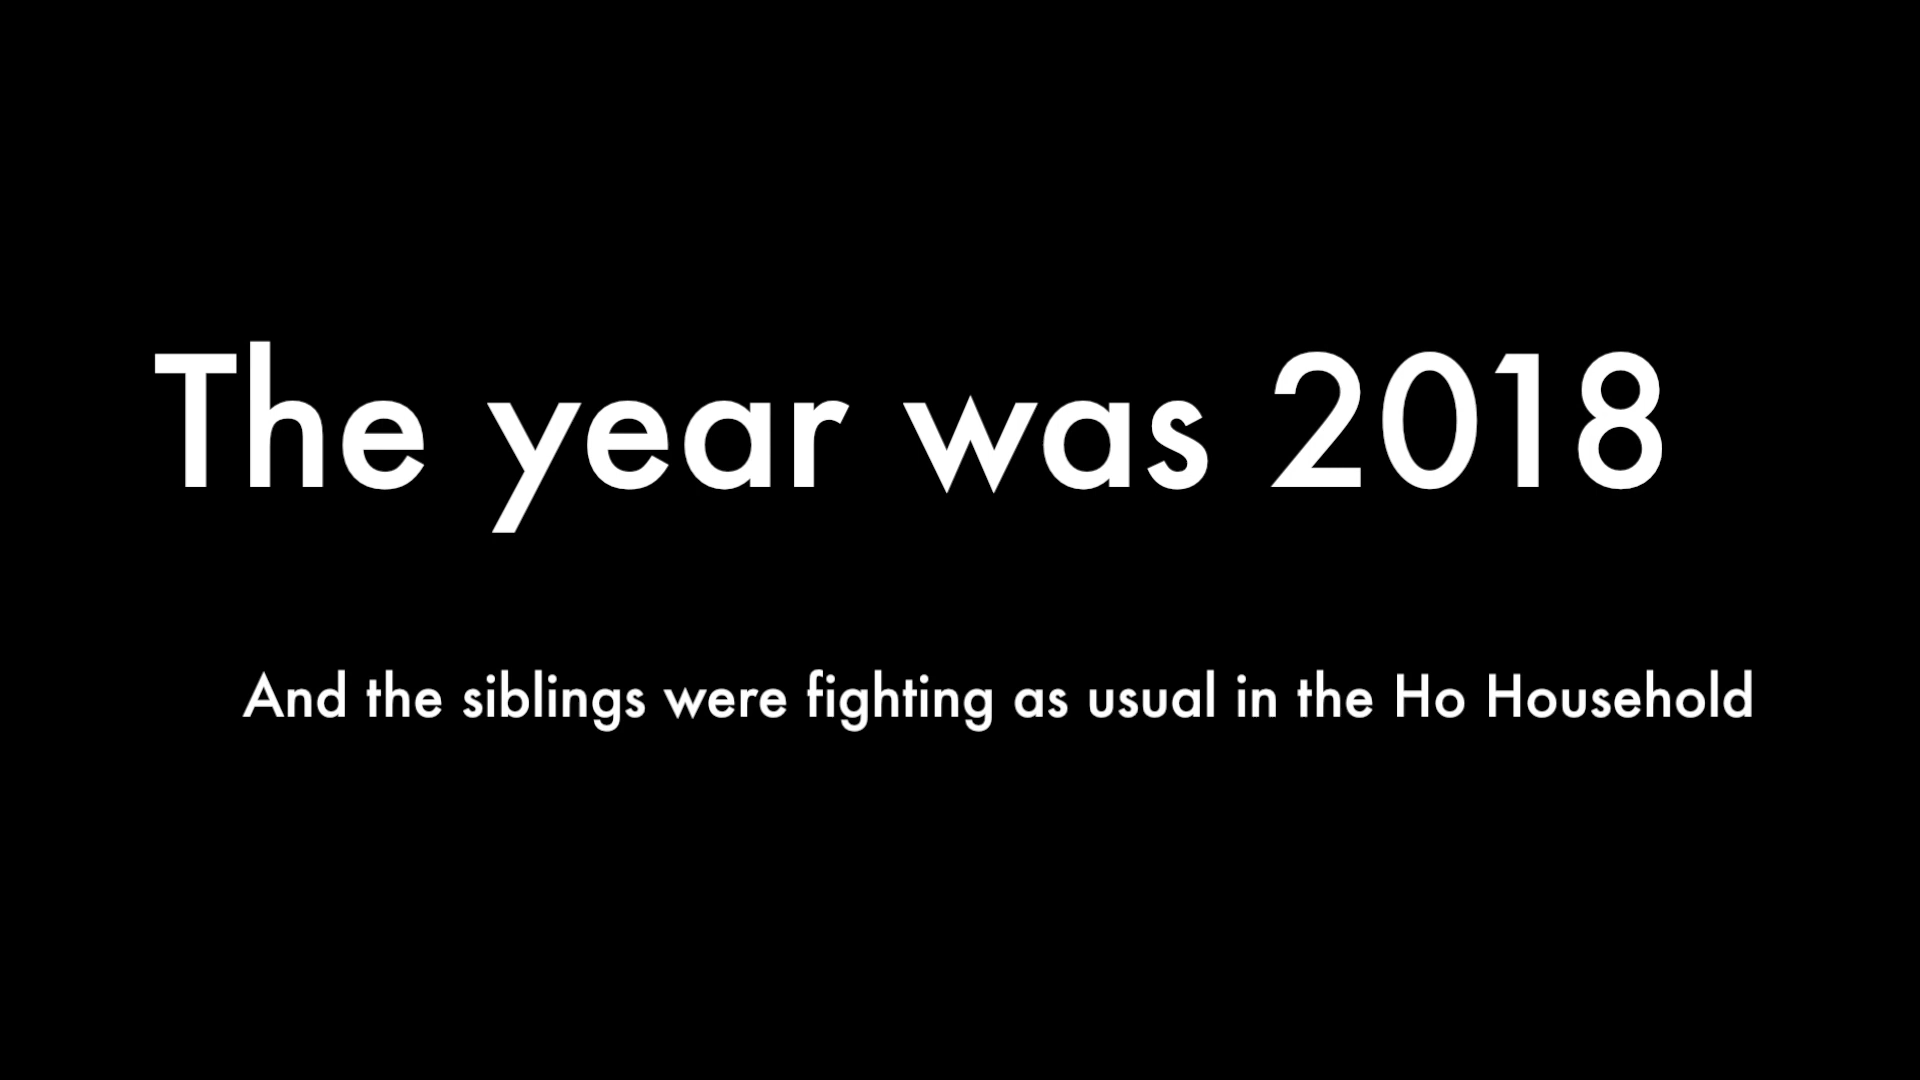 The year was 2018
And the siblings were fighting as usual in the Ho Household